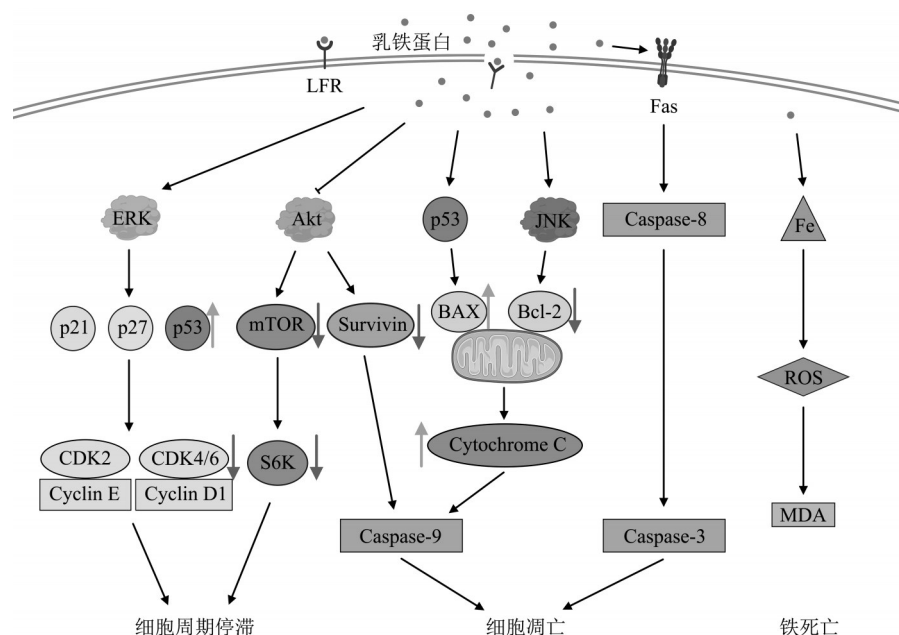 乳铁蛋白
LFR
Fas
ERK
Akt
p53
JNK
Caspase-8
Fe
p21
p27
p53
mTOR
Survivin
BAX
Bcl-2
ROS
CDK2
CDK4/6
S6K
Cytochrome C
Cyclin E
Cyclin D1
MDA
Caspase-9
Caspase-3
细胞周期停滞
细胞凋亡
铁死亡